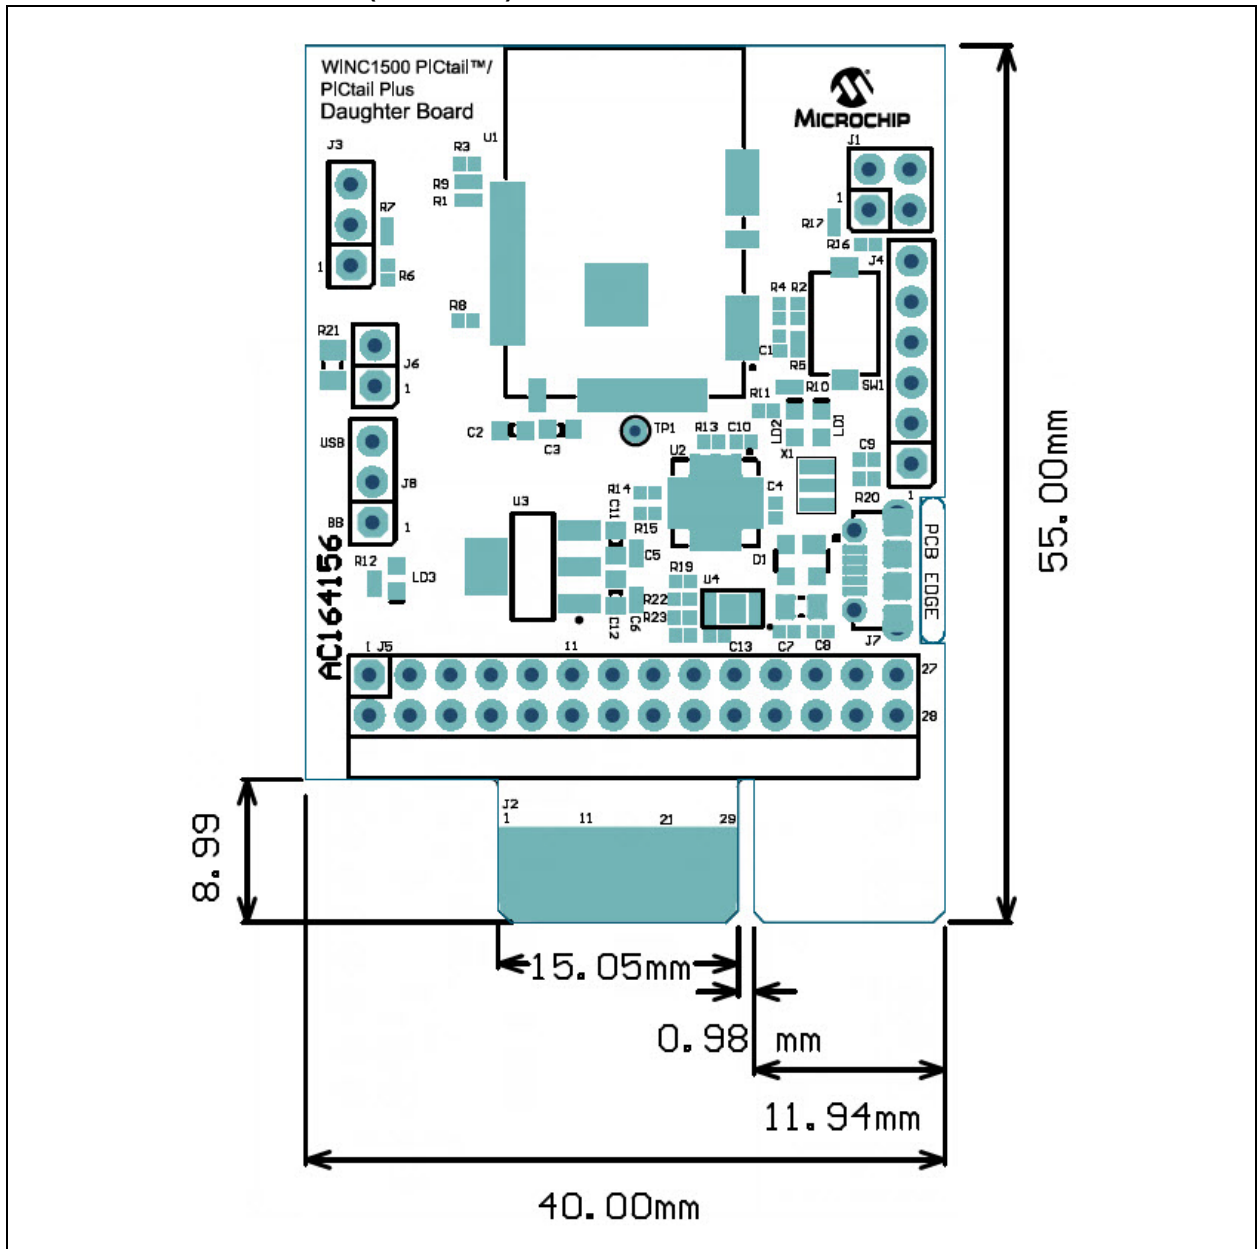 WINC1500 PICtail™/
PICtail Plus
Daughter Board
MICROCHIP
J3
U1
R3
R9
R1
R7
1
R6
R8
J1
1
R17
R16
J4
R4 R2
C1
R5
SW1
R21
J6
1
R11
R10
LD2
LD1
C2
C3
TP1
R13 C10
U2
X1
C9
USB
J8
BB
1
R14
R15
C4
R20
1
U3
C11
C5
D1
PCB EDGE
R12
LD3
R19
U4
R22
R23
C6
C12
C13
C7
C8
J7
AC164156
1 J5
11
27
28
J2
1 11 21 29
8.99
55.00mm
15.05mm
0.98 mm
11.94mm
40.00mm